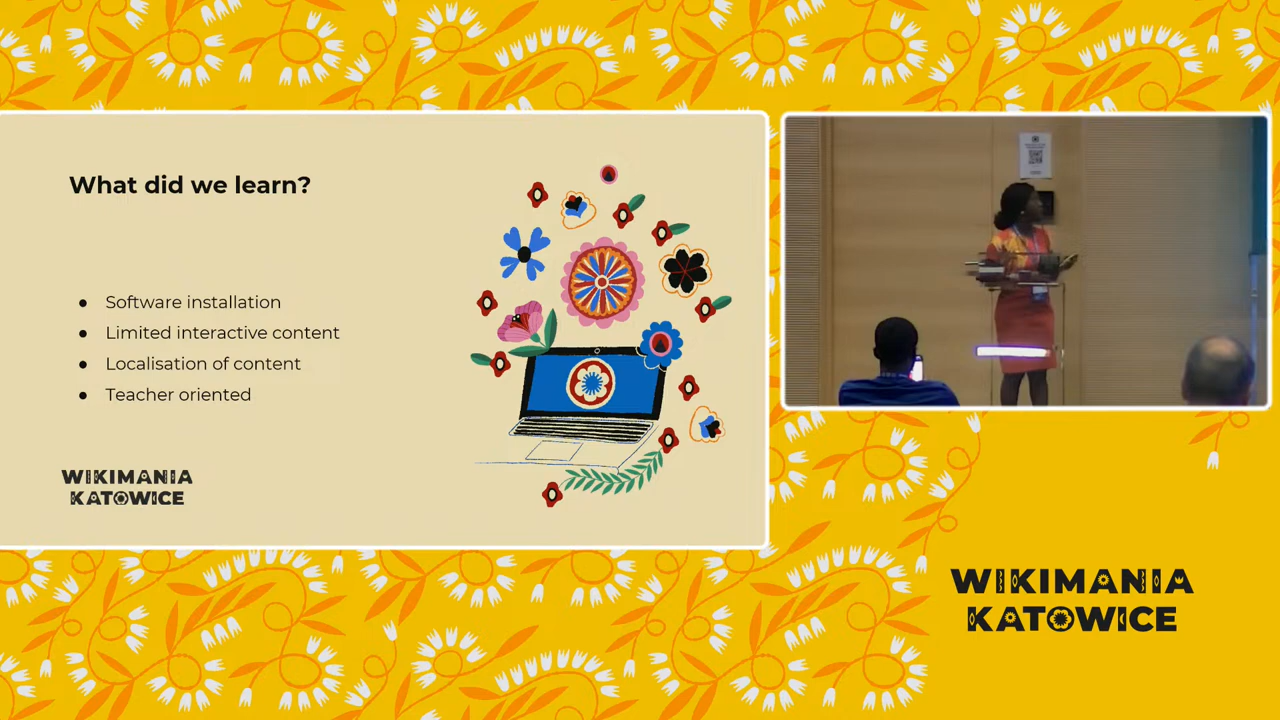 What did we learn?
● Software installation
● Limited interactive content
● Localisation of content
● Teacher oriented
WIKIMANIA
KATOWICE
WIKIMANIA
KATOWICE